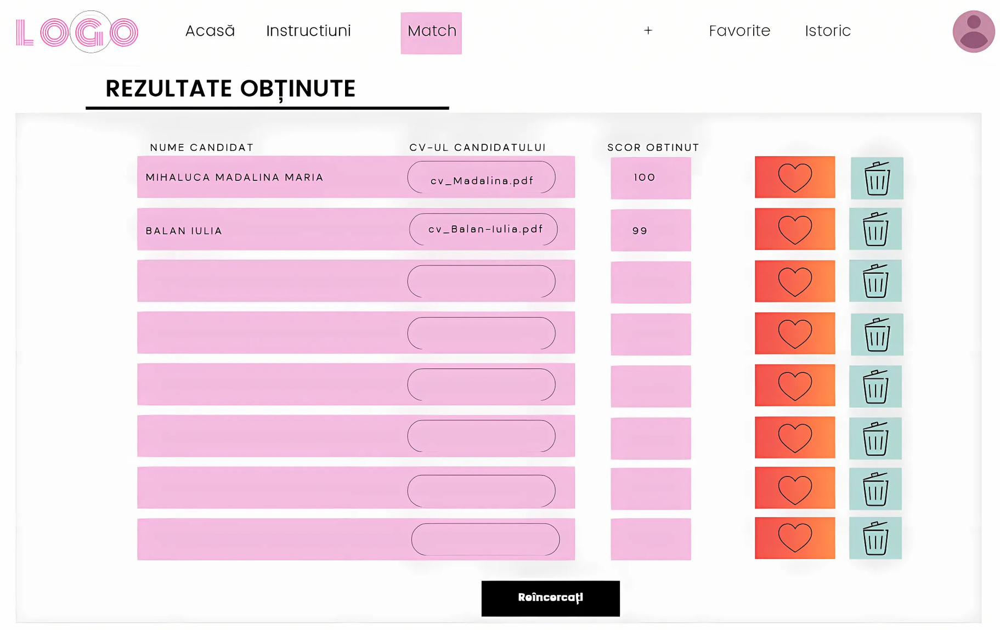 LOGO Acasă Instructiuni Match + Favorite Istoric
REZULTATE OBȚINUTE
NUME CANDIDAT CV-UL CANDIDATULUI SCOR OBTINUT
MIHALUCA MADALINA MARIA cv_Madalina.pdf 100
BALAN IULIA cv_Balan-Iulia.pdf 99
Reîncercați